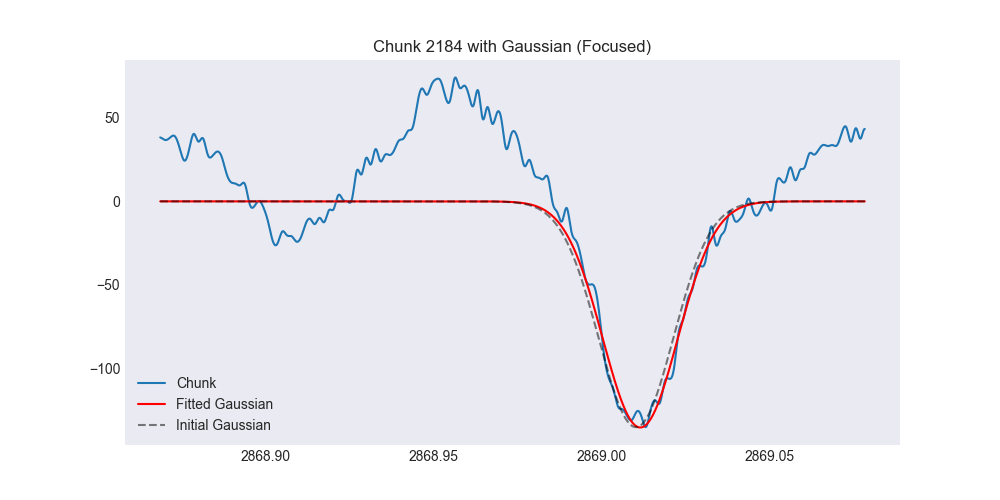 Chunk 2184 with Gaussian (Focused)
50
0
−50
−100
Chunk
Fitted Gaussian
Initial Gaussian
2868.90 2868.95 2869.00 2869.05